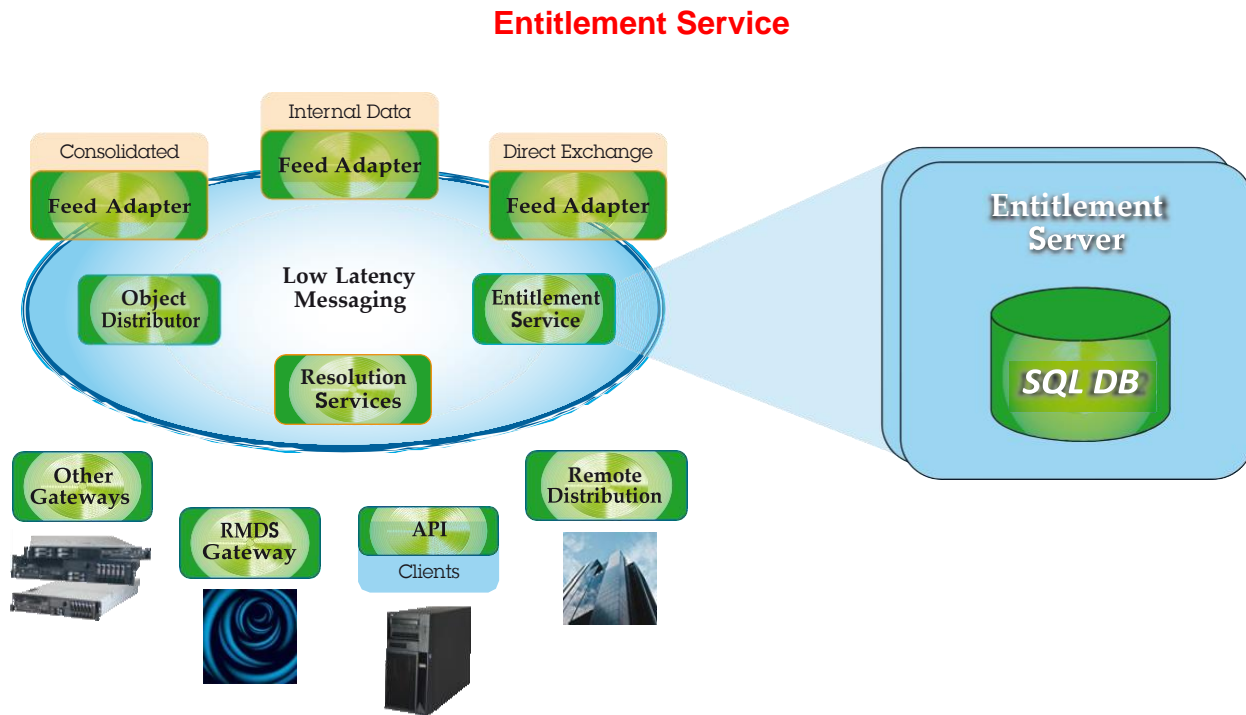 Entitlement Service
Internal Data
Feed Adapter
Consolidated
Feed Adapter
Direct Exchange
Feed Adapter
Low Latency
Messaging
Object
Distributor
Entitlement
Service
Resolution
Services
Entitlement
Server
SQL DB
Other
Gateways
RMDS
Gateway
API
Clients
Remote
Distribution